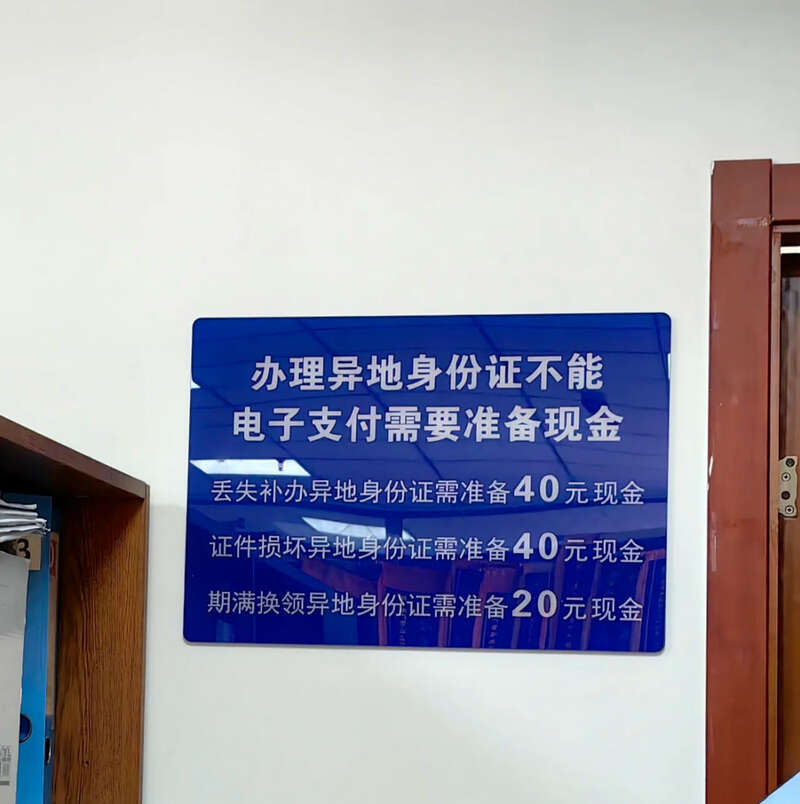 办理异地身份证不能
电子支付需要准备现金
丢失补办异地身份证需准备40元现金
证件损坏异地身份证需准备40元现金
期满换领异地身份证需准备20元现金
3